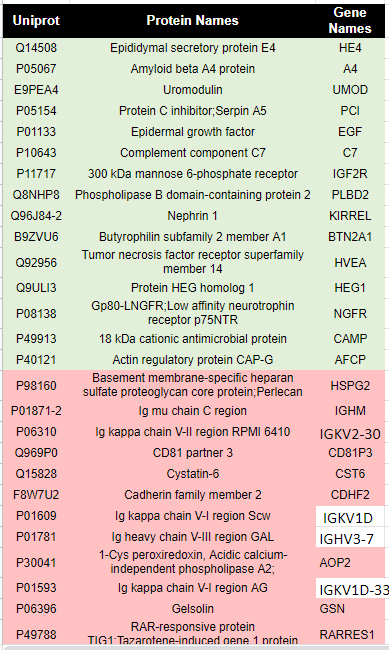 Uniprot Protein Names Gene Names
Q14508 Epididymal secretory protein E4 HE4
P05067 Amyloid beta A4 protein A4
E9PEA4 Uromodulin UMOD
P05154 Protein C inhibitor;Serpin A5 PCI
P01133 Epidermal growth factor EGF
P10643 Complement component C7 C7
P11717 300 kDa mannose 6-phosphate receptor IGF2R
Q8NHP8 Phospholipase B domain-containing protein 2 PLBD2
Q96J84-2 Nephrin 1 KIRREL
B9ZVU6 Butyrophilin subfamily 2 member A1 BTN2A1
Q92956 Tumor necrosis factor receptor superfamily member 14 HVEA
Q9ULI3 Protein HEG homolog 1 HEG1
P08138 Gp80-LNGFR;Low affinity neurotrophin receptor p75NTR NGFR
P49913 18 kDa cationic antimicrobial protein CAMP
P40121 Actin regulatory protein CAP-G AFCP
P98160 Basement membrane-specific heparan sulfate proteoglycan core protein;Perlecan HSPG2
P01871-2 Ig mu chain C region IGHM
P06310 Ig kappa chain V-II region RPMI 6410 IGKV2-30
Q969P0 CD81 partner 3 CD81P3
Q15828 Cystatin-6 CST6
F8W7U2 Cadherin family member 2 CDHF2
P01609 Ig kappa chain V-I region Scw IGKV1D
P01781 Ig heavy chain V-III region GAL IGHV3-7
P30041 1-Cys peroxiredoxin, Acidic calcium-independent phospholipase A2; AOP2
P01593 Ig kappa chain V-I region AG IGKV1D-33
P06396 Gelsolin GSN
P49788 RAR-responsive protein TIG1;Tazarotene-induced gene 1 protein RARRES1